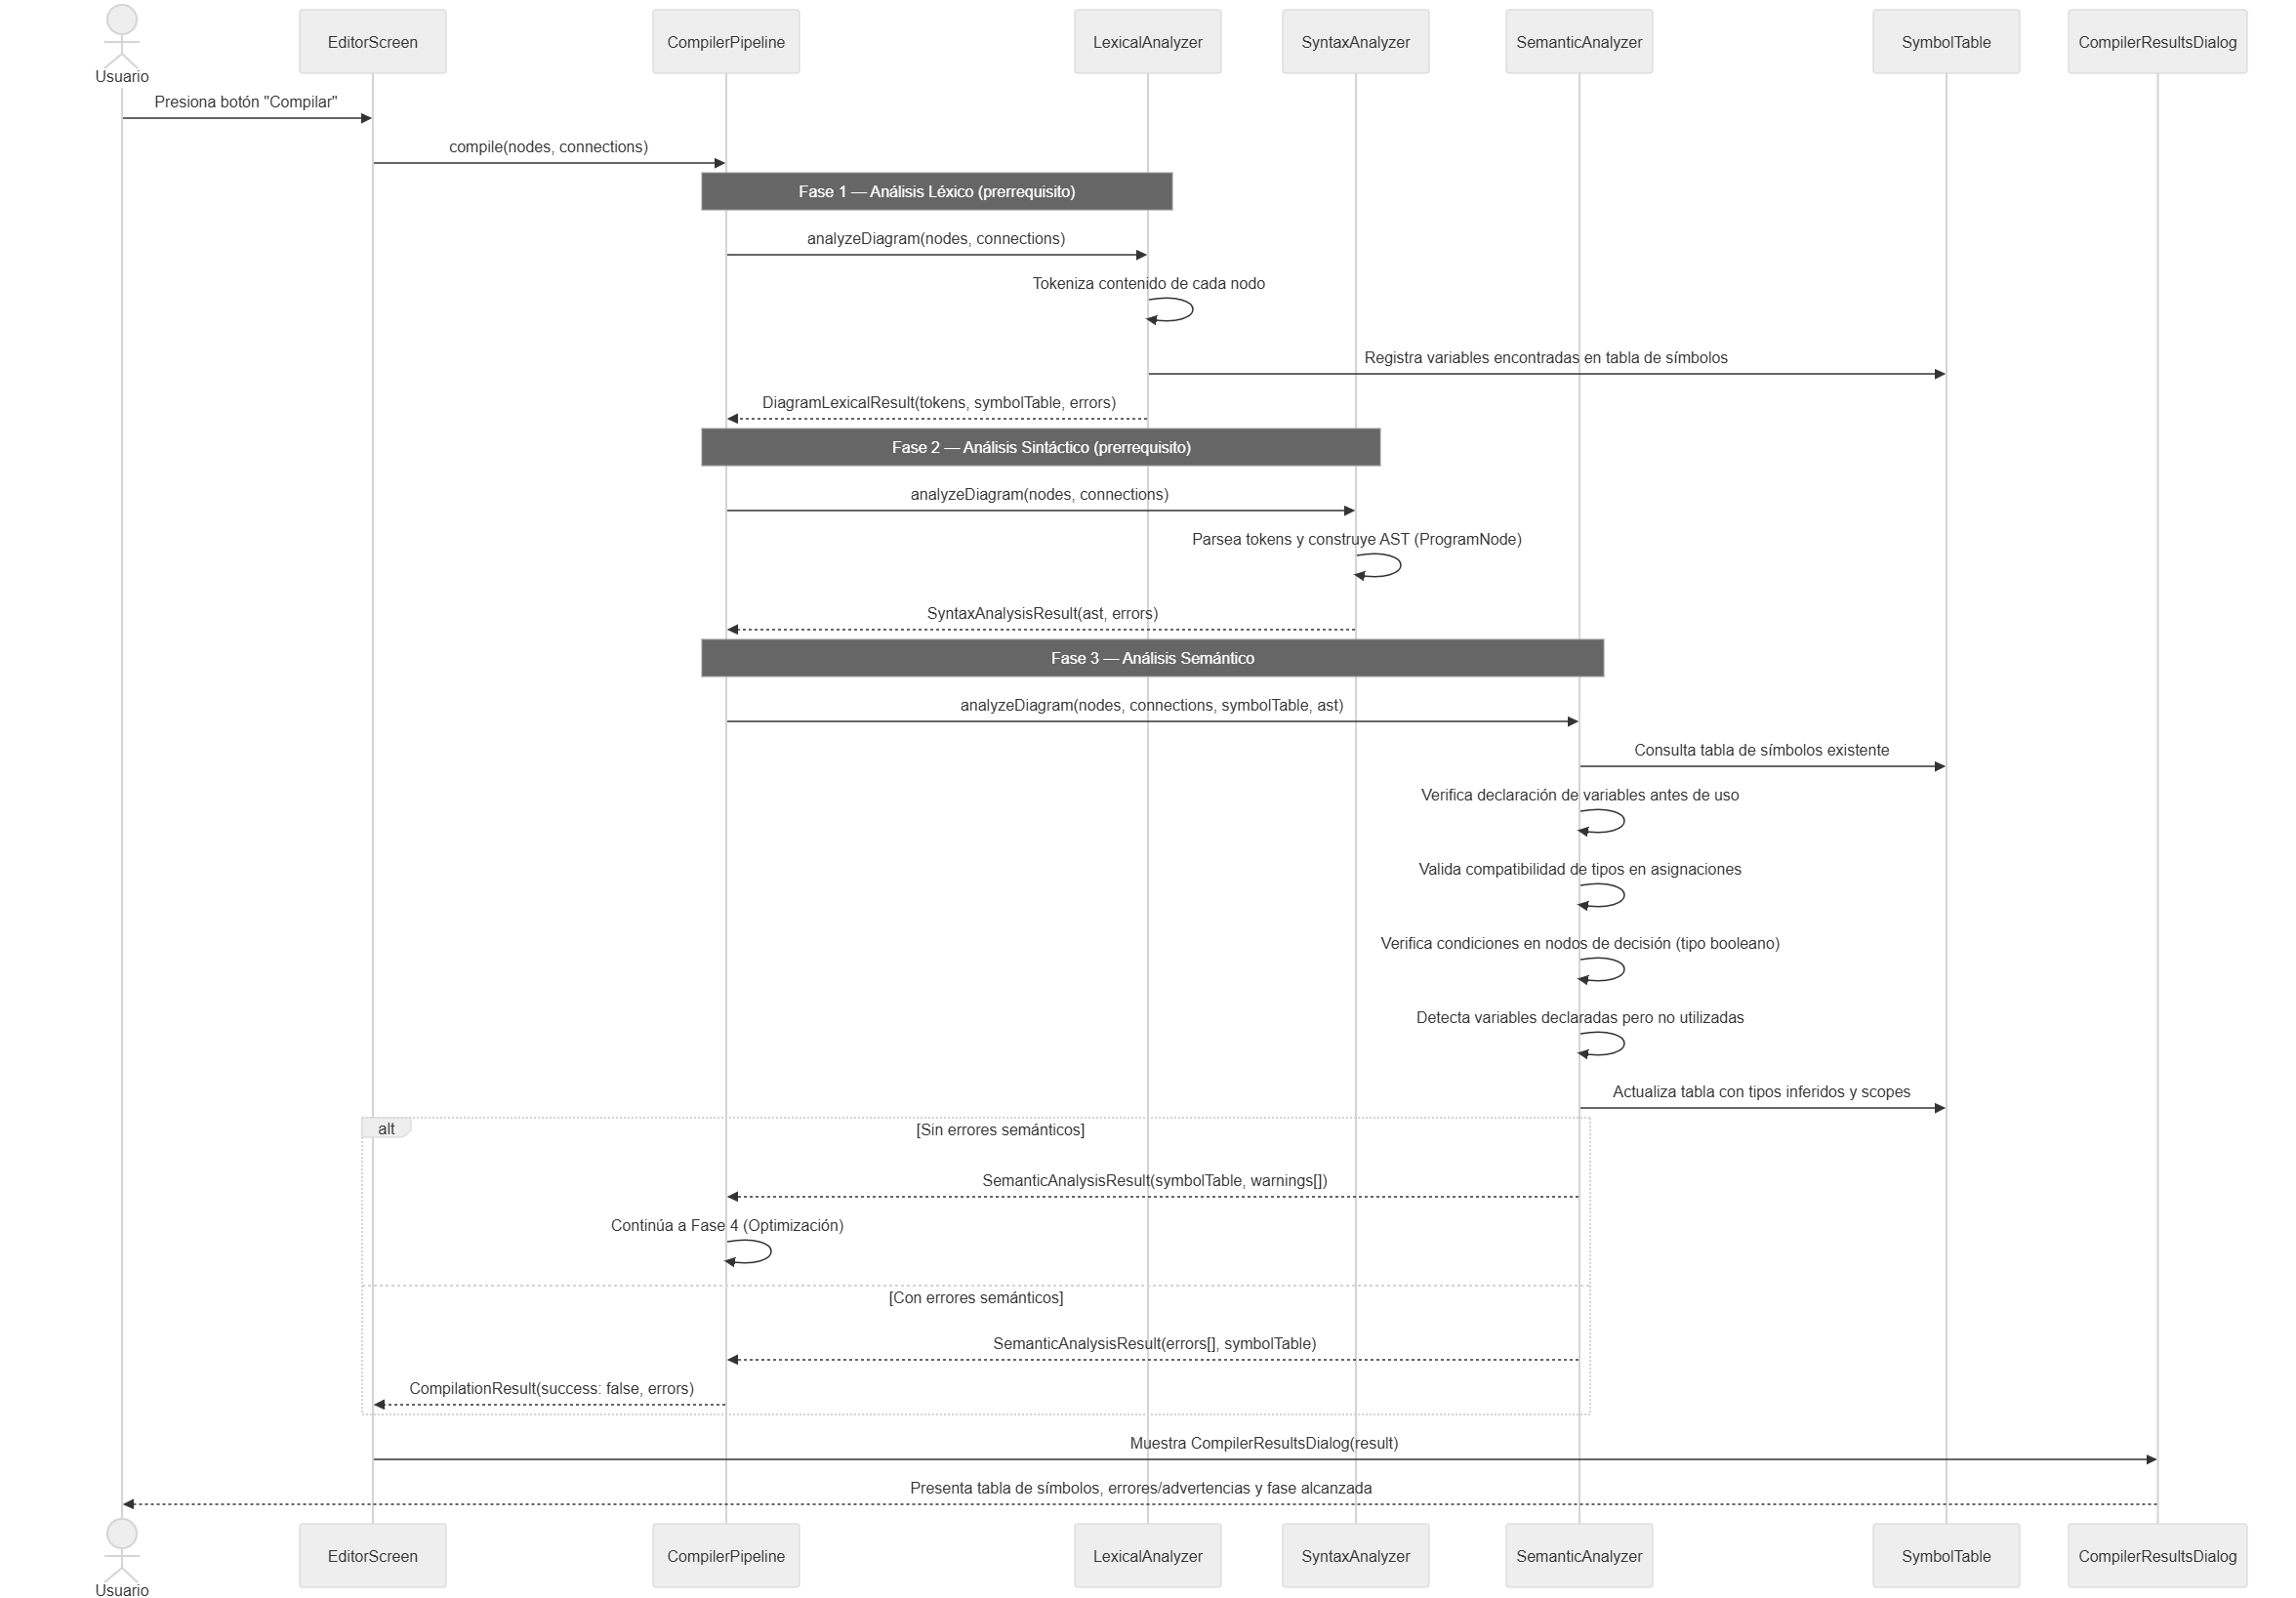 EditorScreen
CompilerPipeline
LexicalAnalyzer
SyntaxAnalyzer
SemanticAnalyzer
SymbolTable
CompilerResultsDialog
Usuario
Presiona botón "Compilar"
compile(nodes, connections)
Fase 1 — Análisis Léxico (prerrequisito)
analyzeDiagram(nodes, connections)
Tokeniza contenido de cada nodo
Registra variables encontradas en tabla de símbolos
DiagramLexicalResult(tokens, symbolTable, errors)
Fase 2 — Análisis Sintáctico (prerrequisito)
analyzeDiagram(nodes, connections)
Parsea tokens y construye AST (ProgramNode)
SyntaxAnalysisResult(ast, errors)
Fase 3 — Análisis Semántico
analyzeDiagram(nodes, connections, symbolTable, ast)
Consulta tabla de símbolos existente
Verifica declaración de variables antes de uso
Valida compatibilidad de tipos en asignaciones
Verifica condiciones en nodos de decisión (tipo booleano)
Detecta variables declaradas pero no utilizadas
Actualiza tabla con tipos inferidos y scopes
alt
[Sin errores semánticos]
SemanticAnalysisResult(symbolTable, warnings[])
Continúa a Fase 4 (Optimización)
[Con errores semánticos]
SemanticAnalysisResult(errors[], symbolTable)
CompilationResult(success: false, errors)
Muestra CompilerResultsDialog(result)
Presenta tabla de símbolos, errores/advertencias y fase alcanzada
EditorScreen
CompilerPipeline
LexicalAnalyzer
SyntaxAnalyzer
SemanticAnalyzer
SymbolTable
CompilerResultsDialog
Usuario